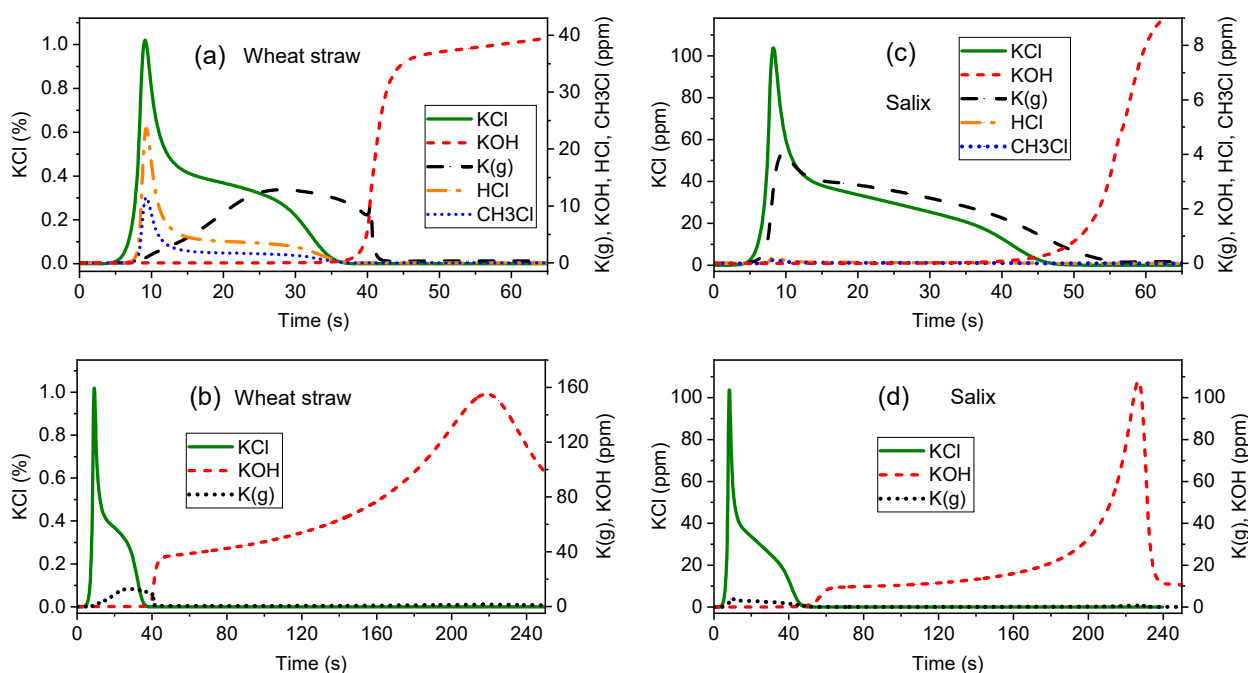 (a) Wheat straw
KCl (%)
1.0
0.8
0.6
0.4
0.2
0.0
40
30
20
10
0
K(g), KOH, HCl, CH3Cl (ppm)
KCl
KOH
K(g)
HCl
CH3Cl
0 10 20 30 40 50 60
Time (s)
(c)
Salix
KCl (ppm)
120
100
80
60
40
20
0
8
6
4
2
0
K(g), KOH, HCl, CH3Cl (ppm)
KCl
KOH
K(g)
HCl
CH3Cl
0 10 20 30 40 50 60
Time (s)
(b) Wheat straw
KCl (%)
1.0
0.8
0.6
0.4
0.2
0.0
160
120
80
40
0
K(g), KOH (ppm)
KCl
KOH
K(g)
0 40 80 120 160 200 240
Time (s)
(d) Salix
KCl (ppm)
100
80
60
40
20
0
100
80
60
40
20
0
K(g), KOH (ppm)
KCl
KOH
K(g)
0 40 80 120 160 200 240
Time (s)